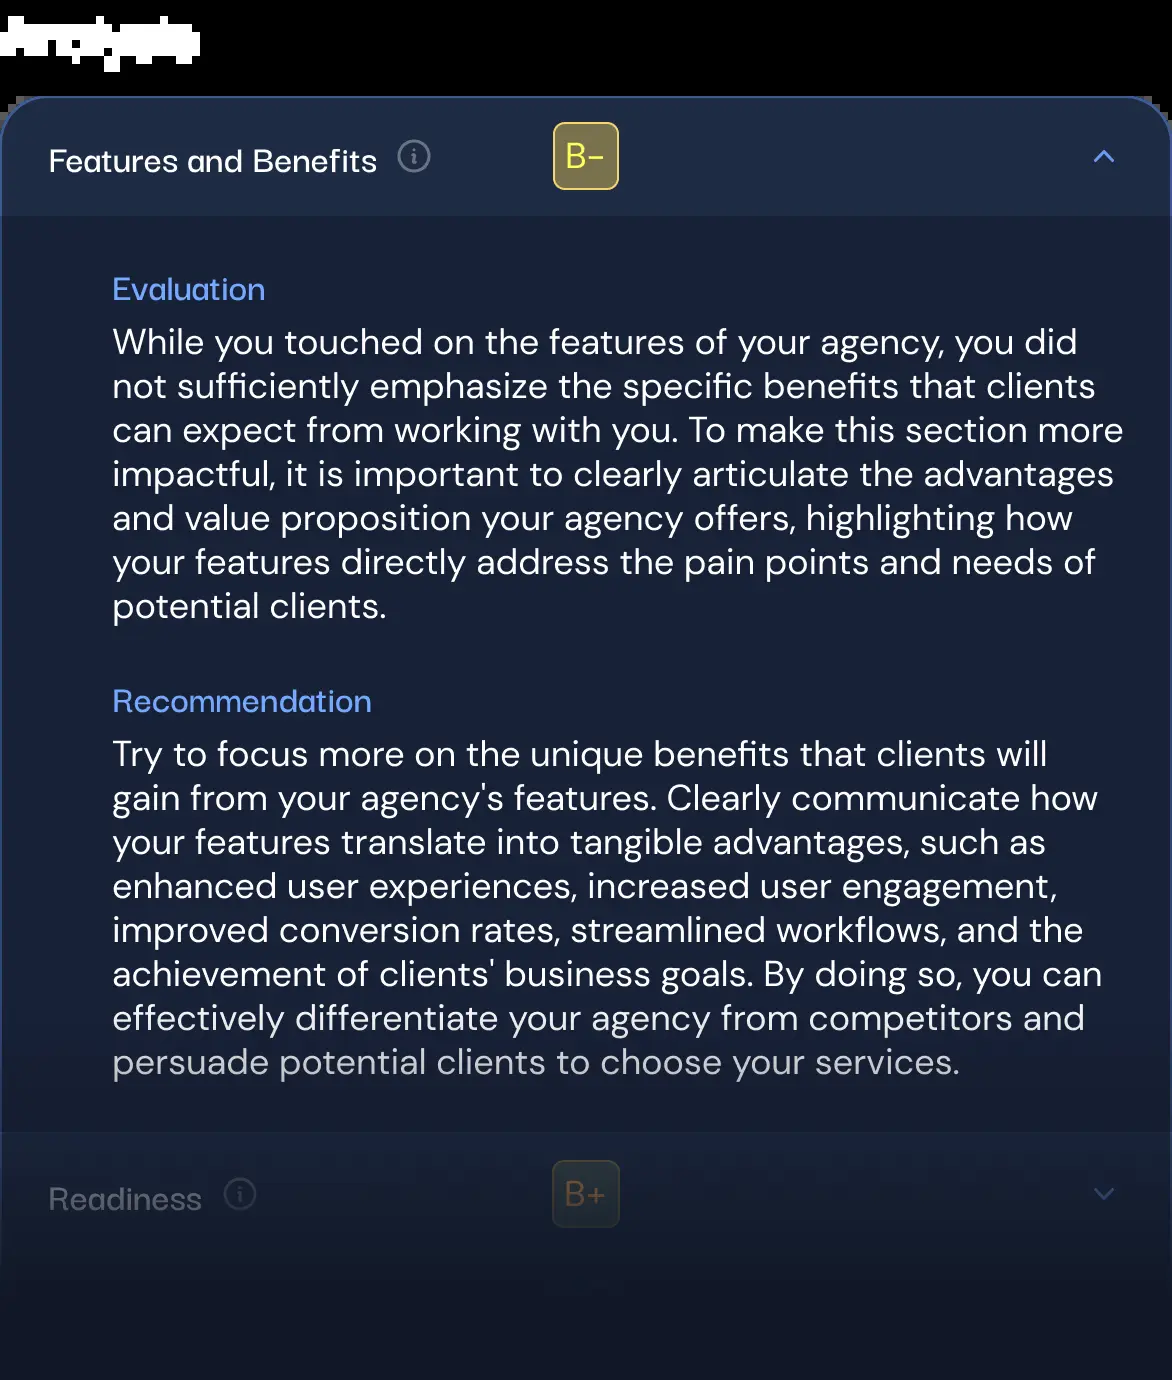 Analysis
Features and Benefits
B-
Evaluation
While you touched on the features of your agency, you did
not sufficiently emphasize the specific benefits that clients
can expect from working with you. To make this section more
impactful, it is important to clearly articulate the advantages
and value proposition your agency offers, highlighting how
your features directly address the pain points and needs of
potential clients.
Recommendation
Try to focus more on the unique benefits that clients will
gain from your agency's features. Clearly communicate how
your features translate into tangible advantages, such as
enhanced user experiences, increased user engagement,
improved conversion rates, streamlined workflows, and the
achievement of clients' business goals. By doing so, you can
effectively differentiate your agency from competitors and
persuade potential clients to choose your services.
Readiness
B+